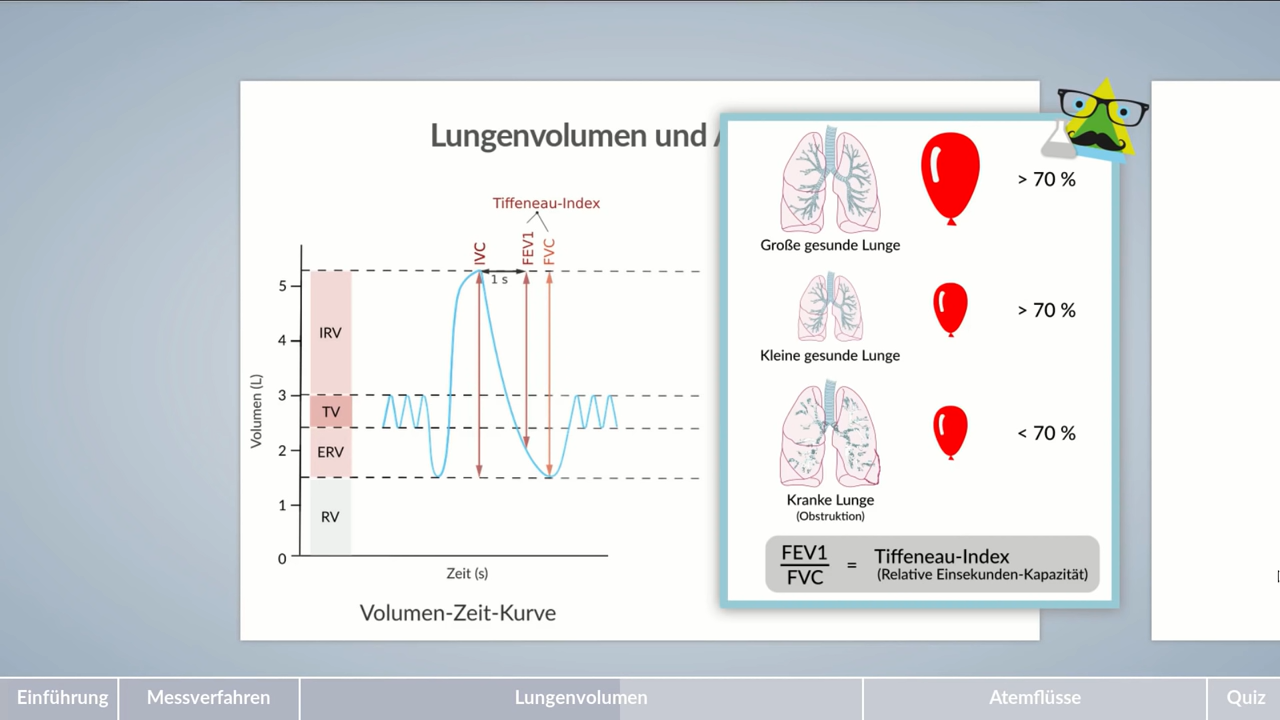 Lungenvolumen und
Tiffeneau-Index
IVC
FEV1
FVC
1 s
5
4
3
2
1
0
Volumen (L)
IRV
TV
ERV
RV
Zeit (s)
Volumen-Zeit-Kurve
> 70 %
Große gesunde Lunge
> 70 %
Kleine gesunde Lunge
< 70 %
Kranke Lunge
(Obstruktion)
FEV1
FVC
= Tiffeneau-Index
(Relative Einsekunden-Kapazität)
Einführung
Messverfahren
Lungenvolumen
Atemflüsse
Quiz